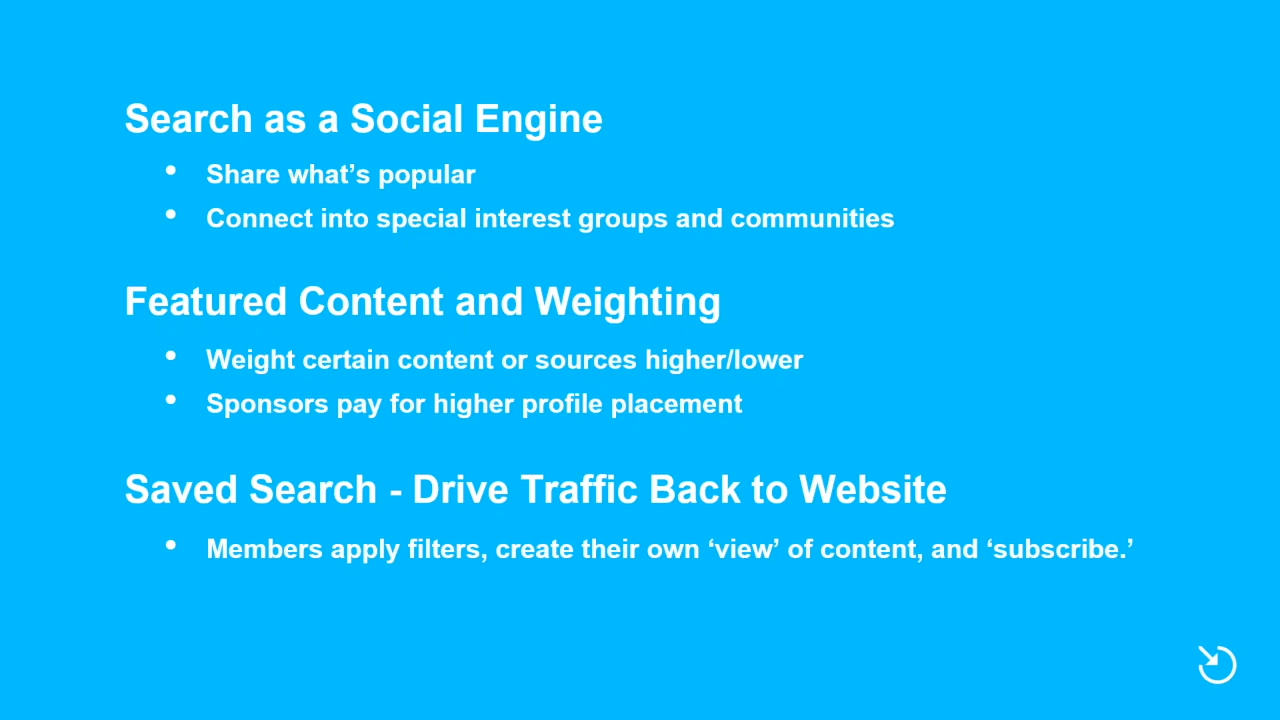 Search as a Social Engine
• Share what’s popular
• Connect into special interest groups and communities
Featured Content and Weighting
• Weight certain content or sources higher/lower
• Sponsors pay for higher profile placement
Saved Search - Drive Traffic Back to Website
• Members apply filters, create their own ‘view’ of content, and ‘subscribe.’